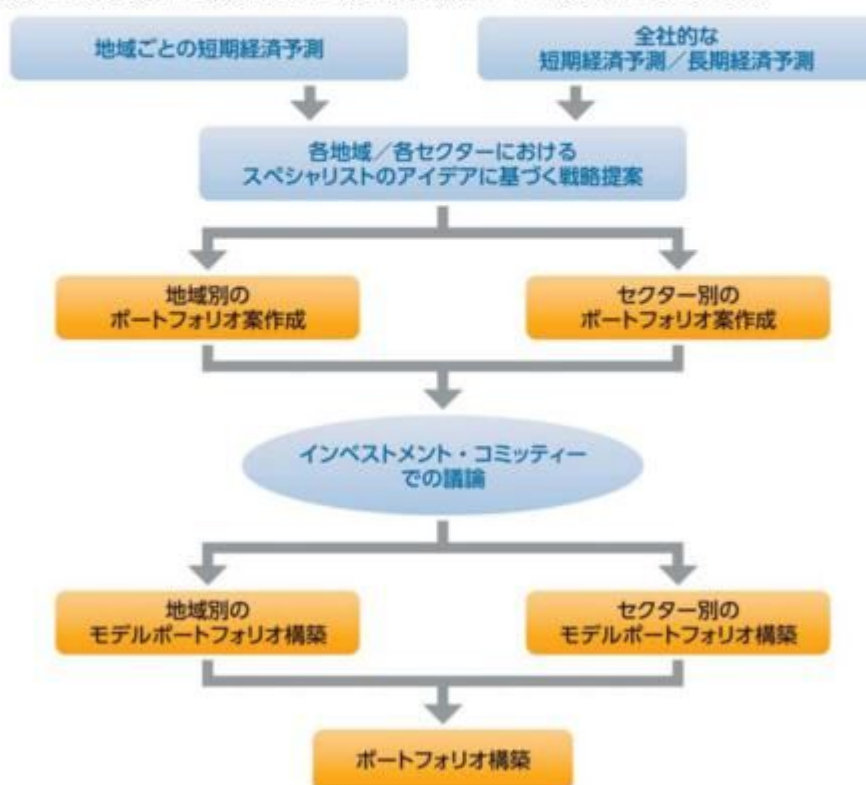 地域ごとの短期経済予測
全社的な
短期経済予測／長期経済予測
各地域／各セクターにおける
スペシャリストのアイデアに基づく戦略提案
地域別の
ポートフォリオ案作成
セクター別の
ポートフォリオ案作成
インベストメント・コミッティー
での議論
地域別の
モデルポートフォリオ構築
セクター別の
モデルポートフォリオ構築
ポートフォリオ構築